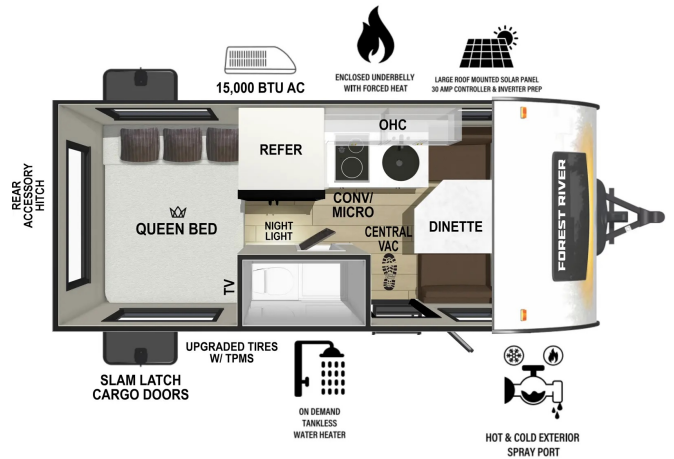 15,000 BTU AC
ENCLOSED UNDERBELLY
WITH FORCED HEAT
LARGE ROOF MOUNTED SOLAR PANEL
30 AMP CONTROLLER & INVERTER PREP
REAR
ACCESSORY
HITCH
OHC
REFER
QUEEN BED
CONV/
MICRO
NIGHT
LIGHT
CENTRAL
VAC
DINETTE
FOREST RIVER
TV
UPGRADED TIRES
W/ TPMS
SLAM LATCH
CARGO DOORS
ON DEMAND
TANKLESS
WATER HEATER
HOT & COLD EXTERIOR
SPRAY PORT